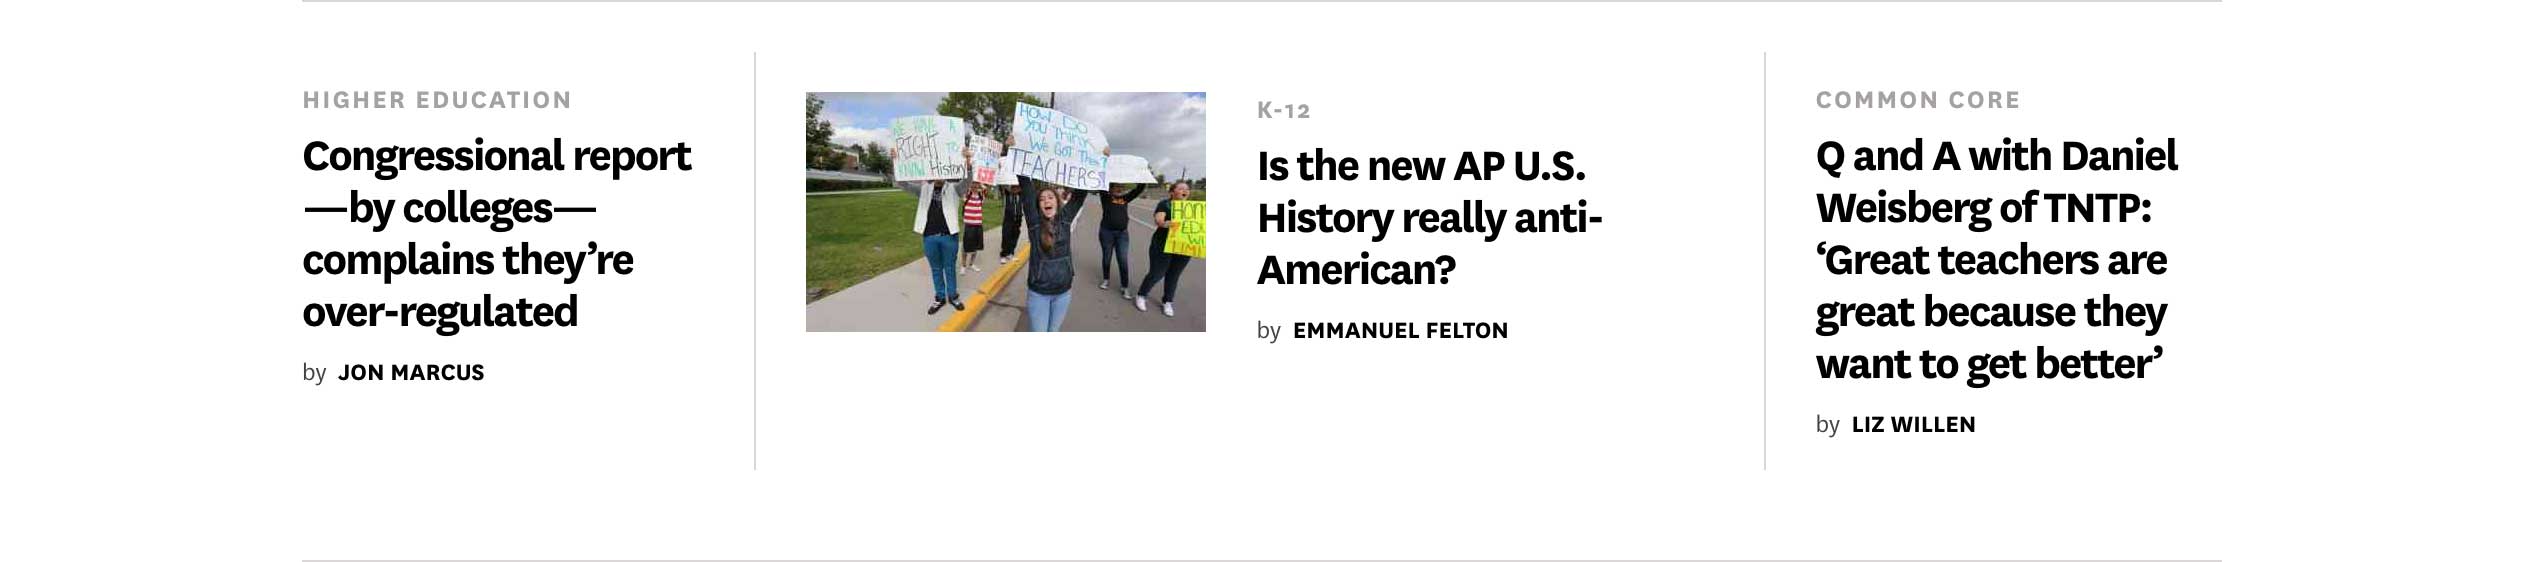 HIGHER EDUCATION
Congressional report
—by colleges—
complains they’re
over-regulated
by JON MARCUS
WE HAVE A
RIGHT TO
KNOW History
HOW DO
YOU THINK
WE GOT THESE
TEACHERS?
K-12
Is the new AP U.S.
History really anti-
American?
by EMMANUEL FELTON
COMMON CORE
Q and A with Daniel
Weisberg of TNTP:
‘Great teachers are
great because they
want to get better’
by LIZ WILLEN